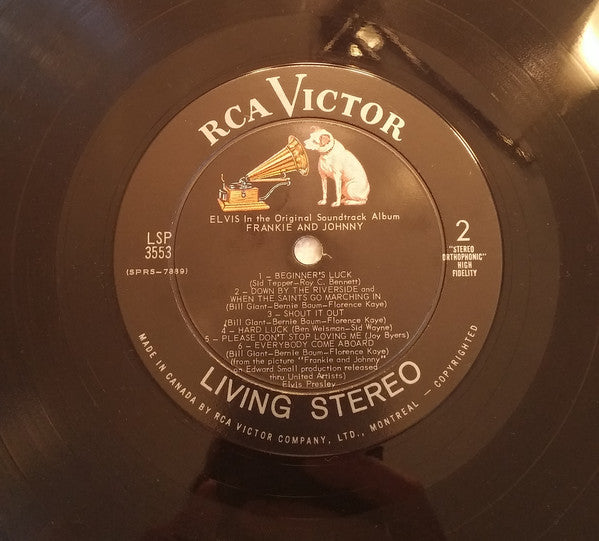 RCA VICTOR
ELVIS In the Original Soundtrack Album
FRANKIE AND JOHNNY
LSP
3553
(SPRS-7889)
2
"STEREO
ORTHOPHONIC"
HIGH
FIDELITY
1 - BEGINNER'S LUCK
(Sid Tepper-Roy C. Bennett)
2 - DOWN BY THE RIVERSIDE and
WHEN THE SAINTS GO MARCHING IN
(Bill Giant-Bernie Baum-Florence Kaye)
3 - SHOUT IT OUT
(Bill Giant-Bernie Baum-Florence Kaye)
4 - HARD LUCK (Ben Weisman-Sid Wayne)
5 - PLEASE DON'T STOP LOVING ME (Joy Byers)
6 - EVERYBODY COME ABOARD
(Bill Giant-Bernie Baum-Florence Kaye)
(from the picture "Frankie and Johnny"
an Edward Small production released
thru United Artists)
Elvis Presley
LIVING STEREO
MADE IN CANADA BY RCA VICTOR COMPANY, LTD., MONTREAL - COPYRIGHTED